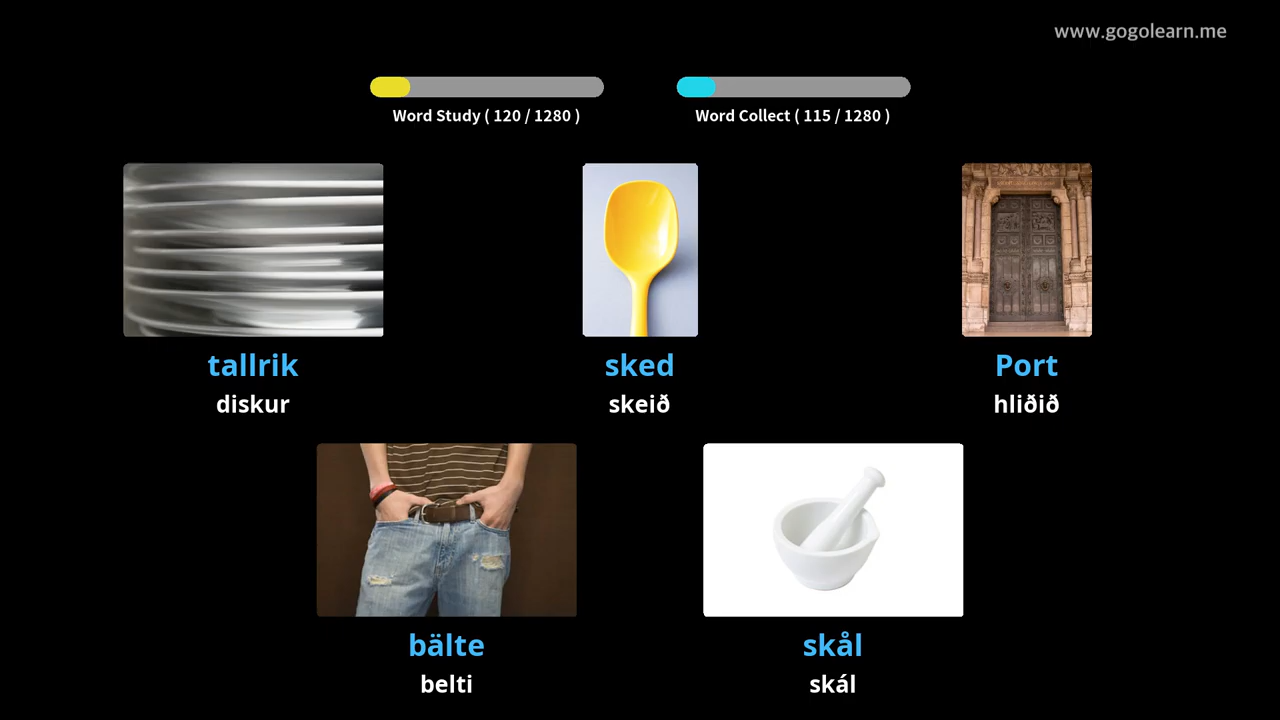 www.gogolearn.me
Word Study ( 120 / 1280 )
Word Collect ( 115 / 1280 )
tallrik
diskur
sked
skeið
Port
hliðið
bälte
belti
skål
skál